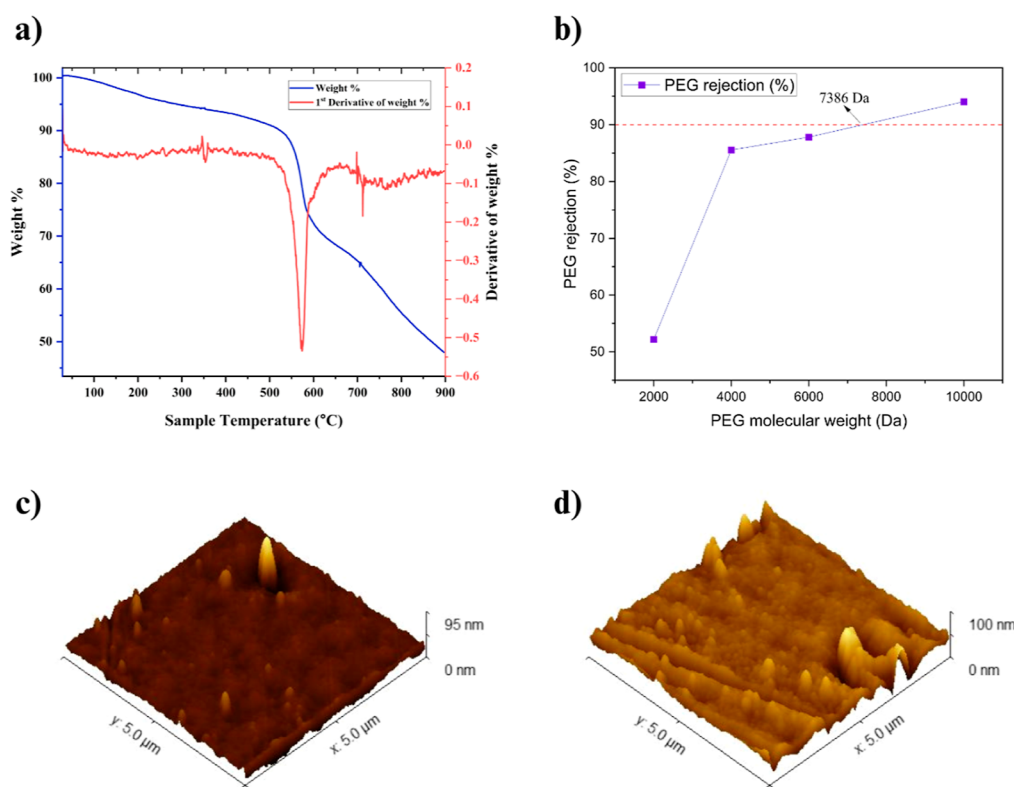 a)
Weight %
1st Derivative of weight %
100
90
80
70
60
50
0.2
0.1
0.0
−0.1
−0.2
−0.3
−0.4
−0.5
−0.6
Weight %
Derivative of weight %
100 200 300 400 500 600 700 800 900
Sample Temperature (°C)
b)
PEG rejection (%)
7386 Da
100
90
80
70
60
50
PEG rejection (%)
2000 4000 6000 8000 10000
PEG molecular weight (Da)
c)
95 nm
0 nm
y: 5.0 µm
x: 5.0 µm
d)
100 nm
0 nm
y: 5.0 µm
x: 5.0 µm